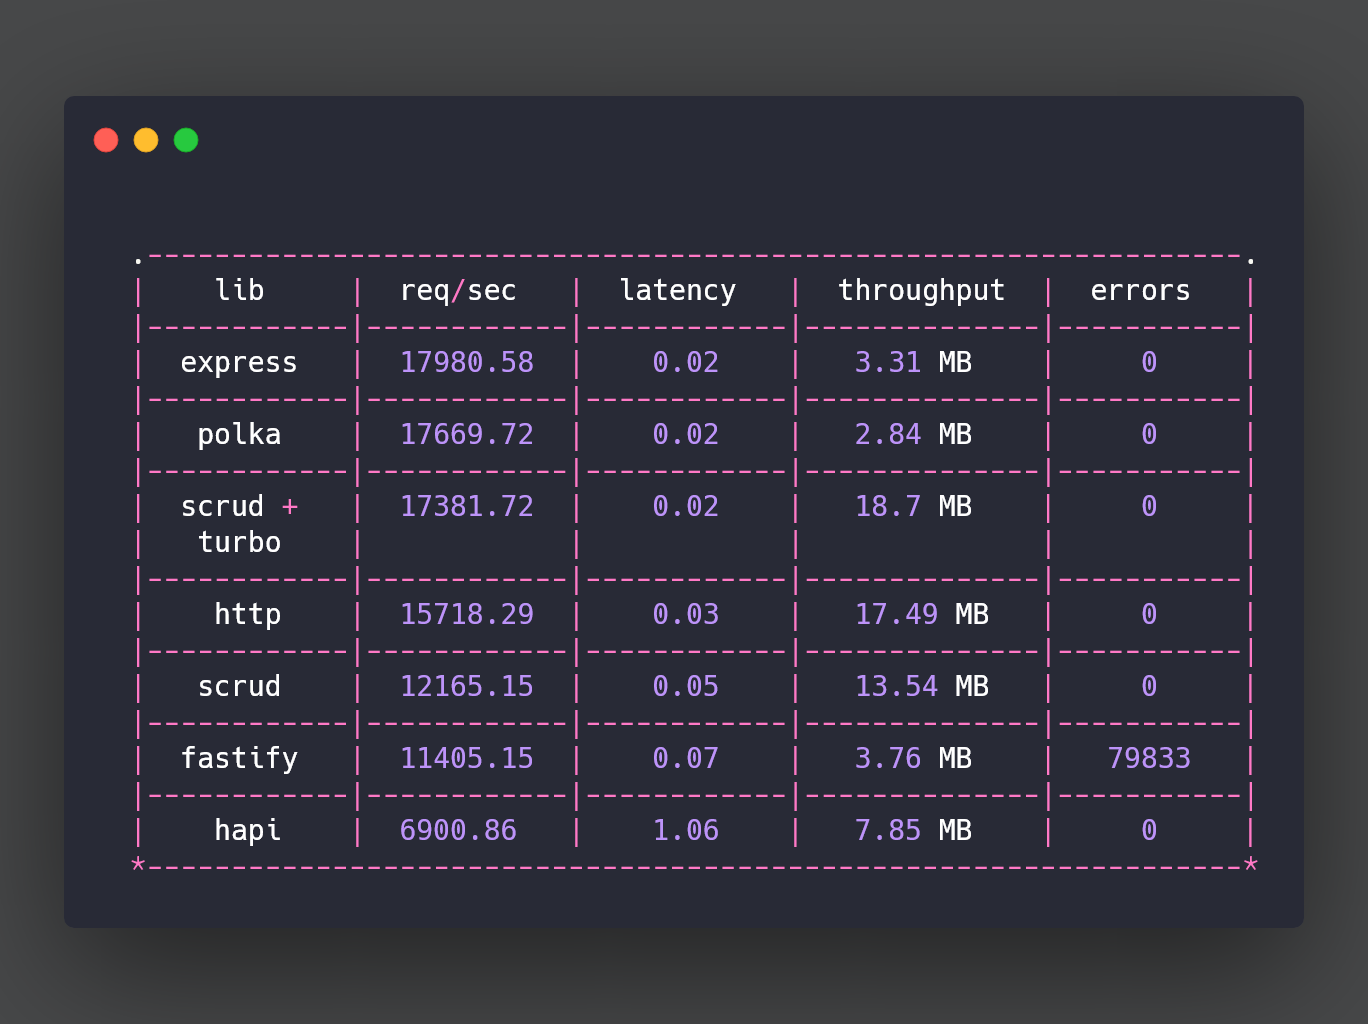 .-----------------------------------------------------------------.
| lib | req/sec | latency | throughput | errors |
|------------|------------|------------|--------------|-----------|
| express | 17980.58 | 0.02 | 3.31 MB | 0 |
|------------|------------|------------|--------------|-----------|
| polka | 17669.72 | 0.02 | 2.84 MB | 0 |
|------------|------------|------------|--------------|-----------|
| scrud + | 17381.72 | 0.02 | 18.7 MB | 0 |
| turbo | | | | |
|------------|------------|------------|--------------|-----------|
| http | 15718.29 | 0.03 | 17.49 MB | 0 |
|------------|------------|------------|--------------|-----------|
| scrud | 12165.15 | 0.05 | 13.54 MB | 0 |
|------------|------------|------------|--------------|-----------|
| fastify | 11405.15 | 0.07 | 3.76 MB | 79833 |
|------------|------------|------------|--------------|-----------|
| hapi | 6900.86 | 1.06 | 7.85 MB | 0 |
*-----------------------------------------------------------------*